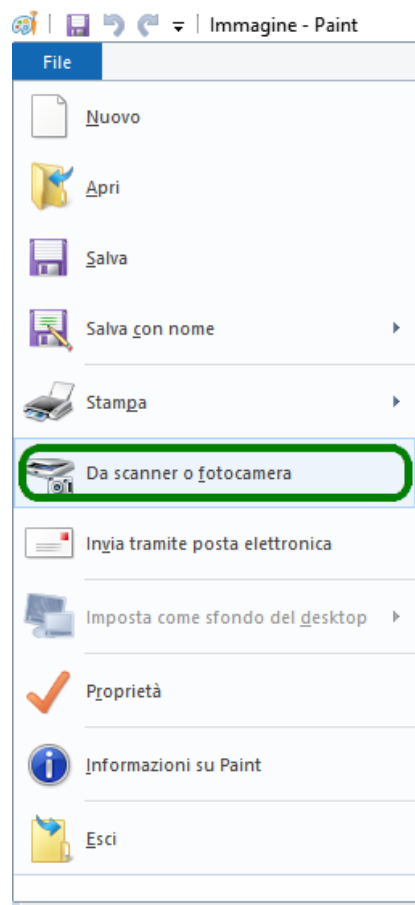 Immagine - Paint
File
Nuovo
Apri
Salva
Salva con nome
Stampa
Da scanner o fotocamera
Invia tramite posta elettronica
Imposta come sfondo del desktop
Proprietà
Informazioni su Paint
Esci